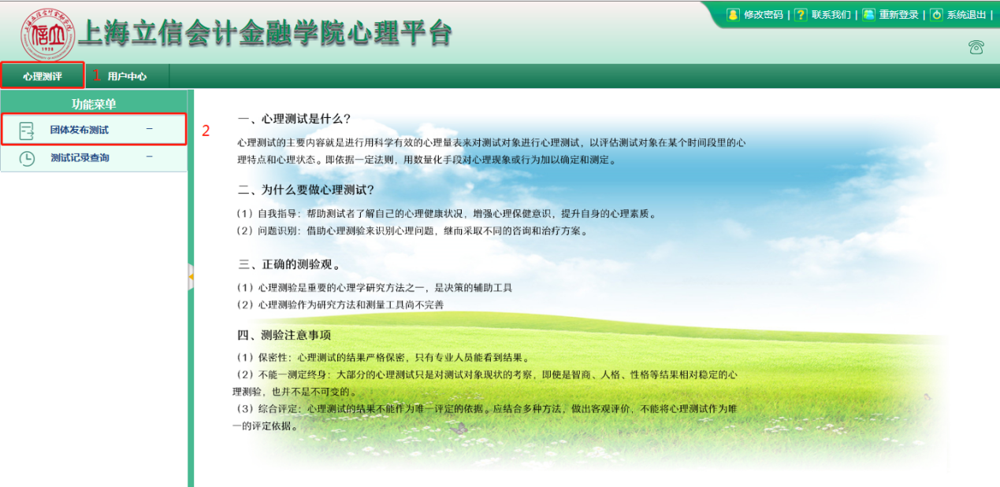 修改密码 | 联系我们 | 重新登录 | 系统退出 |
上海立信会计金融学院心理平台
1928
心理测评 1 用户中心
功能菜单
团体发布测试 2
测试记录查询
一、心理测试是什么?
心理测试的主要内容就是进行用科学有效的心理量表来对测试对象进行心理测试，以评估测试对象在某个时间段里的心
理特点和心理状态。即依据一定法则，用数量化手段对心理现象或行为加以确定和测定。
二、为什么要做心理测试?
（1）自我指导：帮助测试者了解自己的心理健康状况，增强心理保健意识，提升自身的心理素质。
（2）问题识别：借助心理测验来识别心理问题，继而采取不同的咨询和治疗方案。
三、正确的测验观。
（1）心理测验是重要的心理学研究方法之一，是决策的辅助工具
（2）心理测验作为研究方法和测量工具尚不完善
四、测验注意事项
（1）保密性：心理测试的结果严格保密，只有专业人员能看到结果。
（2）不能一测定终身：大部分的心理测试只是对测试对象现状的考察，即使是智商、人格、性格等结果相对稳定的心
理测验，也并不是不可变的。
（3）综合评定：心理测试的结果不能作为唯一评定的依据。应结合多种方法，做出客观评价，不能将心理测试作为唯
一的评定依据。